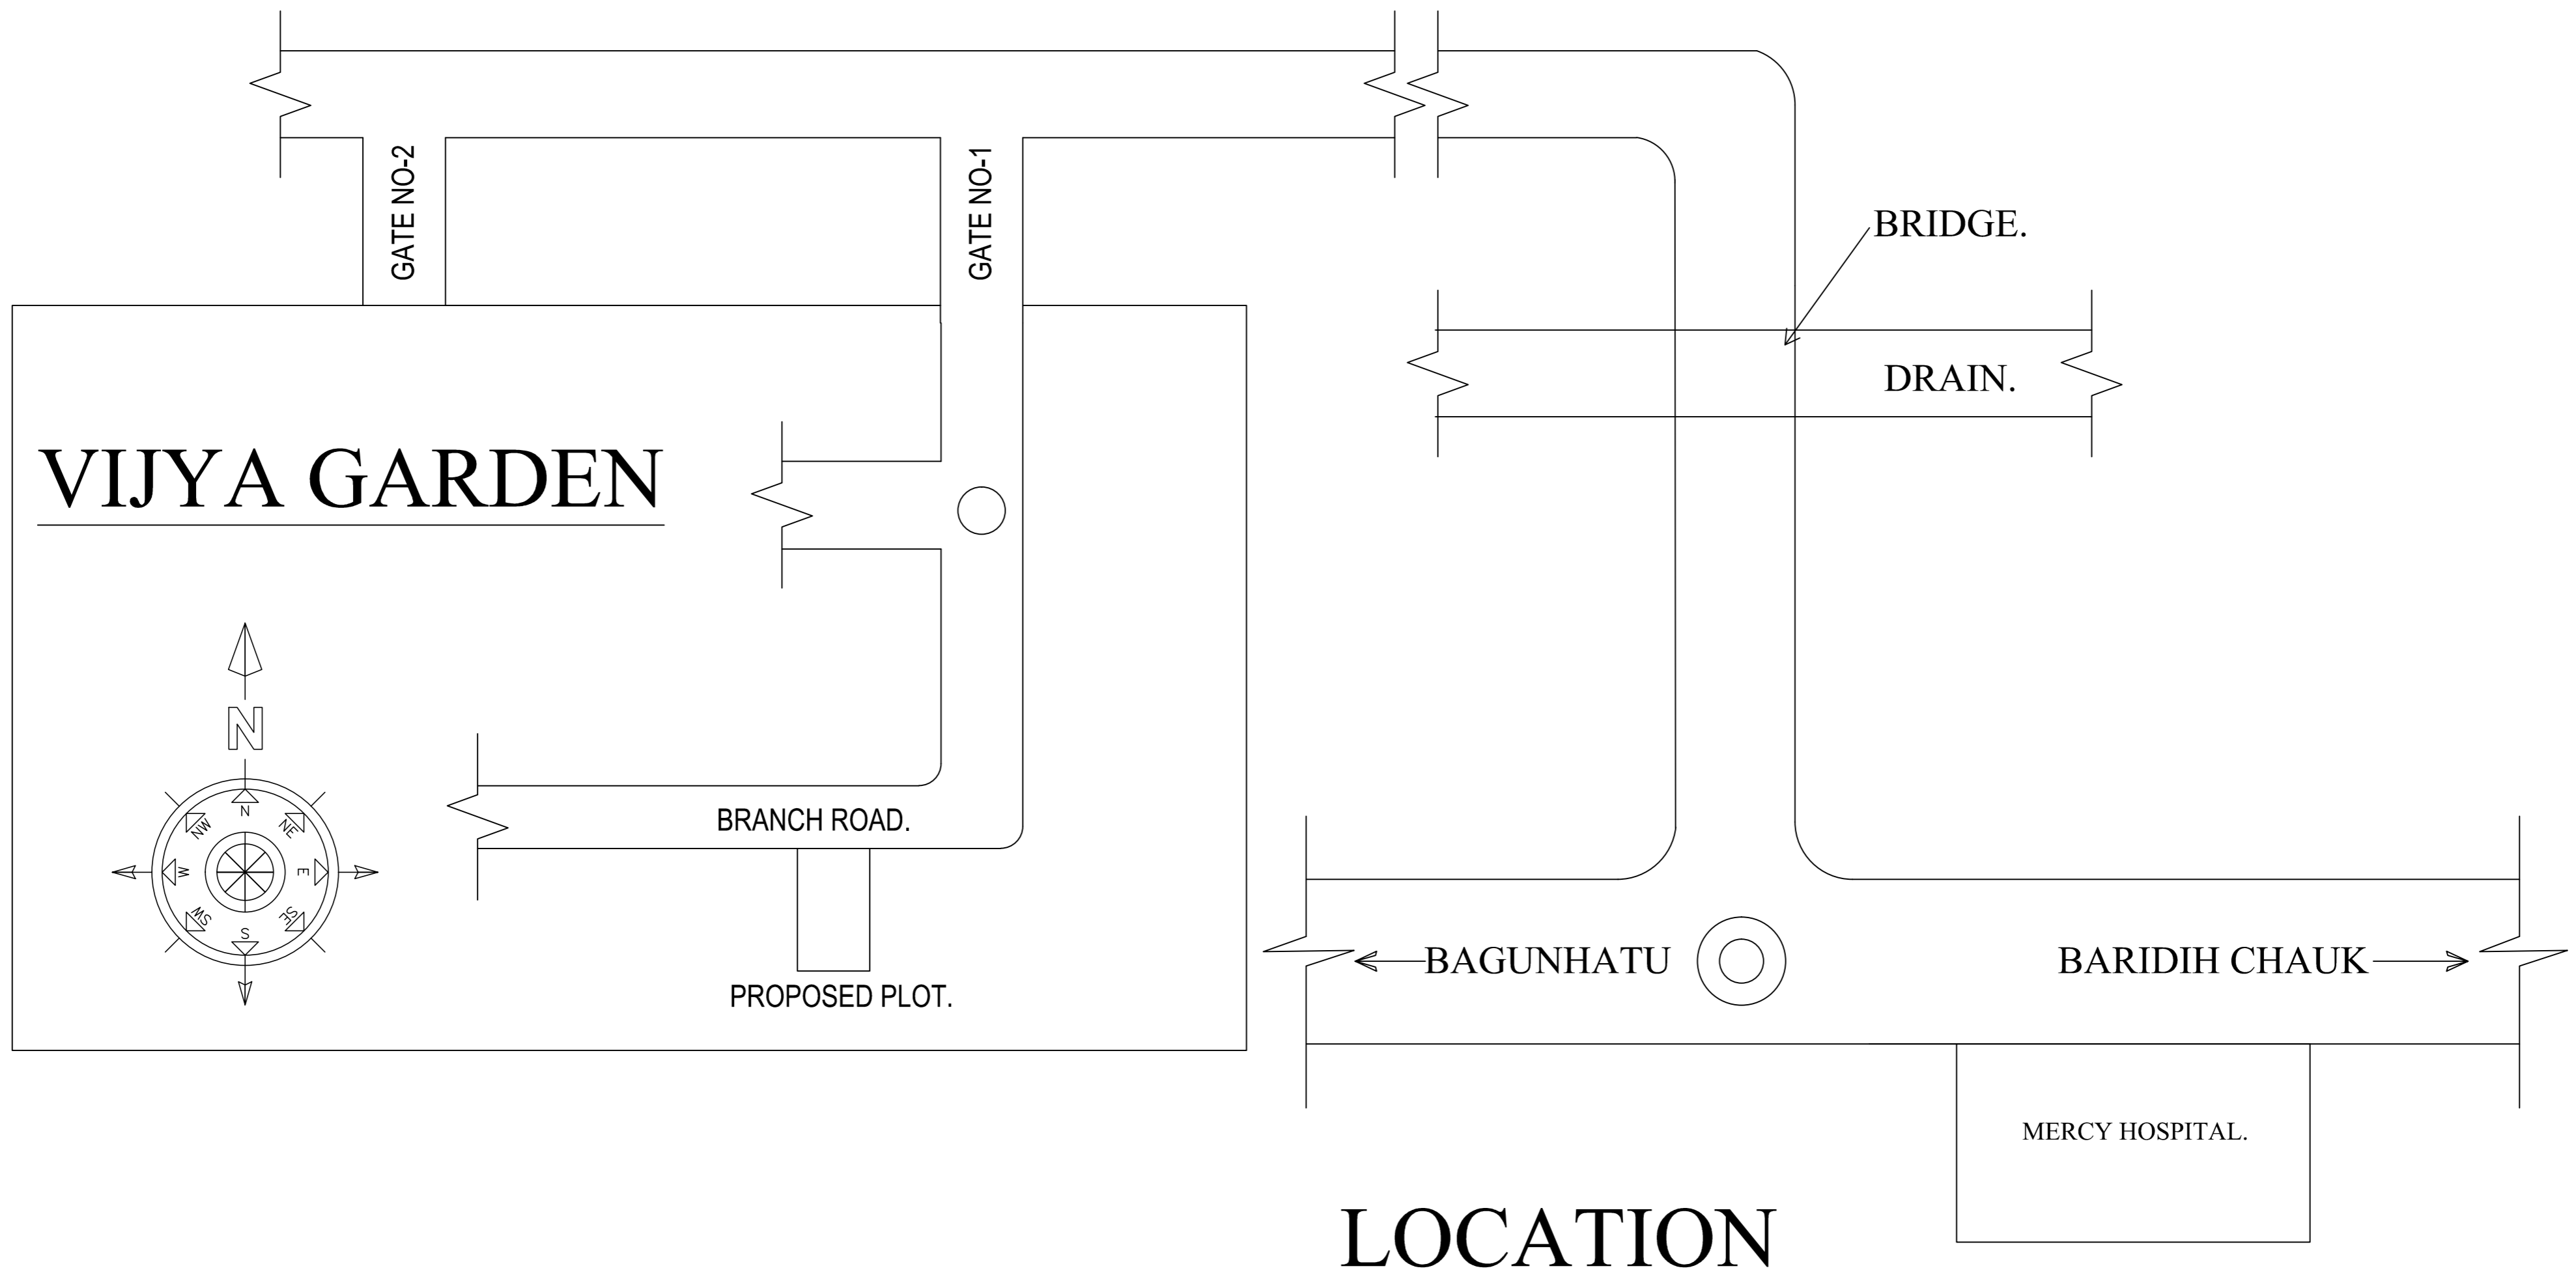 GATE NO-2
GATE NO-1
BRIDGE.
DRAIN.
VIJYA GARDEN
N
N
NE
E
SE
S
SW
W
NW
BRANCH ROAD.
PROPOSED PLOT.
BAGUNHATU
BARIDIH CHAUK
MERCY HOSPITAL.
LOCATION